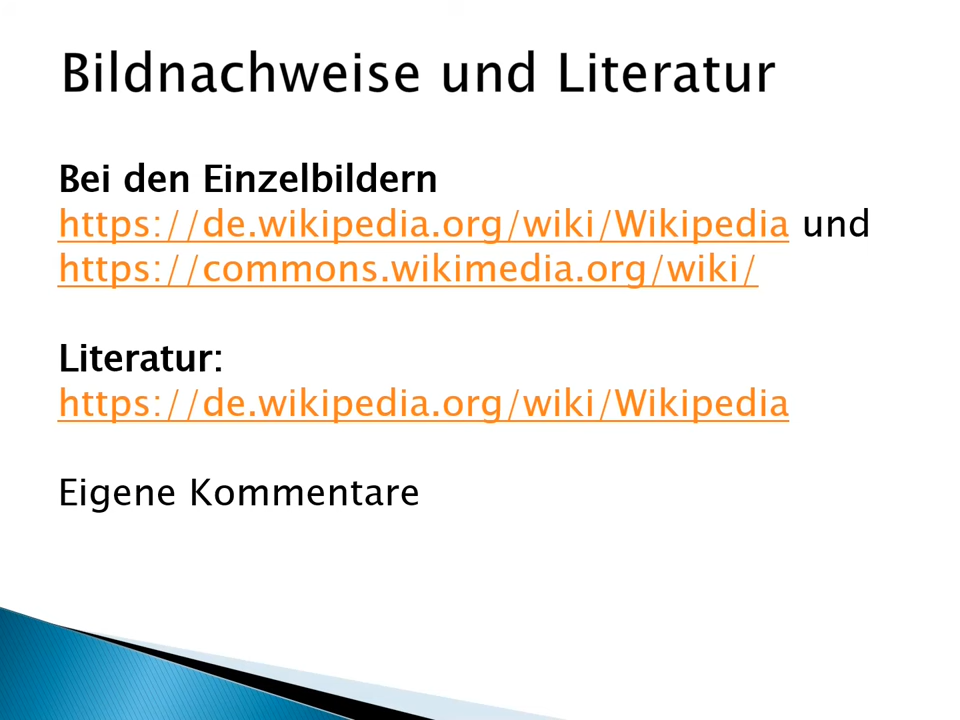 Bildnachweise und Literatur
Bei den Einzelbildern
https://de.wikipedia.org/wiki/Wikipedia und
https://commons.wikimedia.org/wiki/
Literatur:
https://de.wikipedia.org/wiki/Wikipedia
Eigene Kommentare